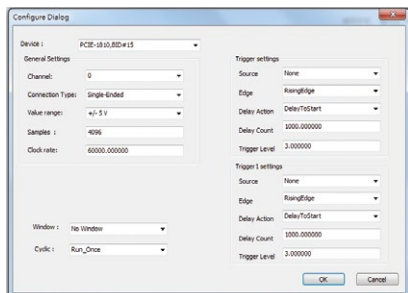 Configure Dialog
Device : PCIE-1810,BID#15
General Settings
Channel: 0
Connection Type: Single-Ended
Value range: +/- 5 V
Samples : 4096
Clock rate: 60000.000000
Window : No Window
Cyclic : Run_Once
Trigger settings
Source None
Edge RisingEdge
Delay Action DelayToStart
Delay Count 1000.000000
Trigger Level 3.000000
Trigger1 settings
Source None
Edge RisingEdge
Delay Action DelayToStart
Delay Count 1000.000000
Trigger Level 3.000000
OK Cancel